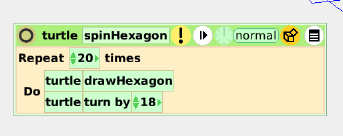 turtle spinHexagon ! normal
Repeat 20 times
Do turtle drawHexagon
turtle turn by 18